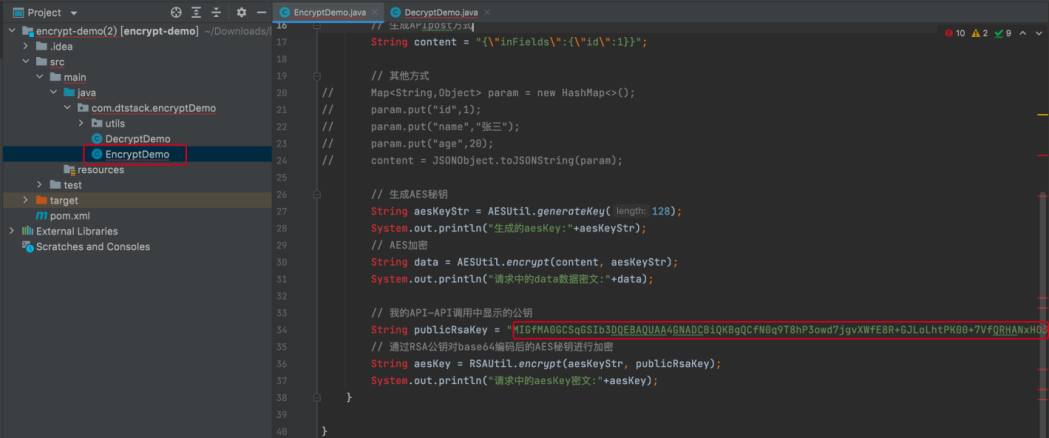 Project
EncryptDemo.java
DecryptDemo.java
encrypt-demo(2) [encrypt-demo] ~/Downloads/
.idea
src
main
java
com.dtstack.encryptDemo
utils
DecryptDemo
EncryptDemo
resources
test
target
pom.xml
External Libraries
Scratches and Consoles
10 2 9
16 // 生成APIpost方式
17 String content = "{\"inFields\":{\"id\":1}}";
18
19 // 其他方式
20 // Map<String,Object> param = new HashMap<>();
21 // param.put("id",1);
22 // param.put("name","张三");
23 // param.put("age",20);
24 // content = JSONObject.toJSONString(param);
25
26 // 生成AES秘钥
27 String aesKeyStr = AESUtil.generateKey( length: 128);
28 System.out.println("生成的aesKey:"+aesKeyStr);
29 // AES加密
30 String data = AESUtil.encrypt(content, aesKeyStr);
31 System.out.println("请求中的data数据密文:"+data);
32
33 // 我的API—API调用中显示的公钥
34 String publicRsaKey = "MIGfMA0GCSqGSIb3DQEBAQUAA4GNADCBiQKBgQCfN0q9T8hP3owd7jgvXWfE8R+GJLoLhtPK00+7VfQRHANxH0J
35 // 通过RSA公钥对base64编码后的AES秘钥进行加密
36 String aesKey = RSAUtil.encrypt(aesKeyStr, publicRsaKey);
37 System.out.println("请求中的aesKey密文:"+aesKey);
38 }
39
40 }